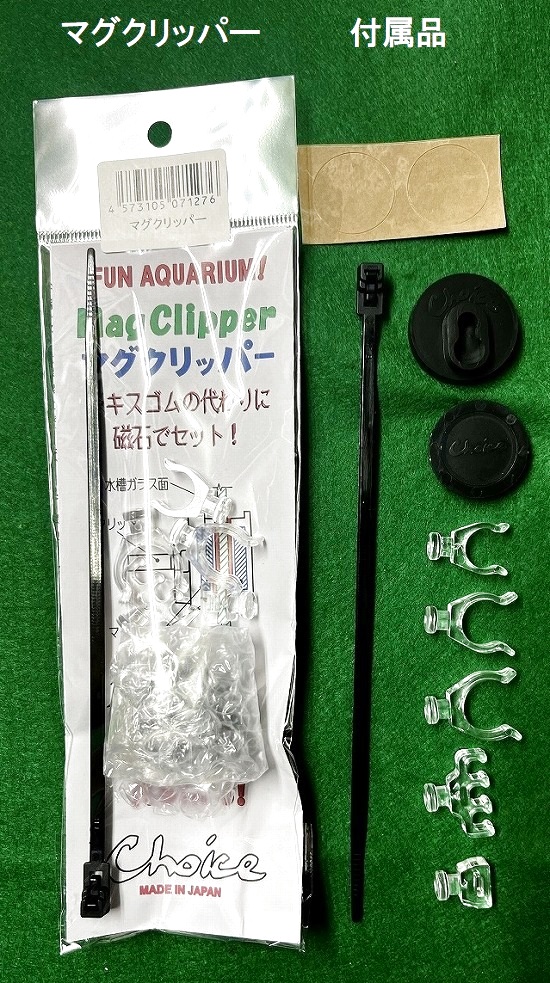 マグクリッパー 付属品
4 573105 071276
マグクリッパー
FUN AQUARIUM!
Mag Clipper
マグクリッパー
キスゴムの代わりに
磁石でセット！
水槽ガラス面
Choice
MADE IN JAPAN
Choice
Choice